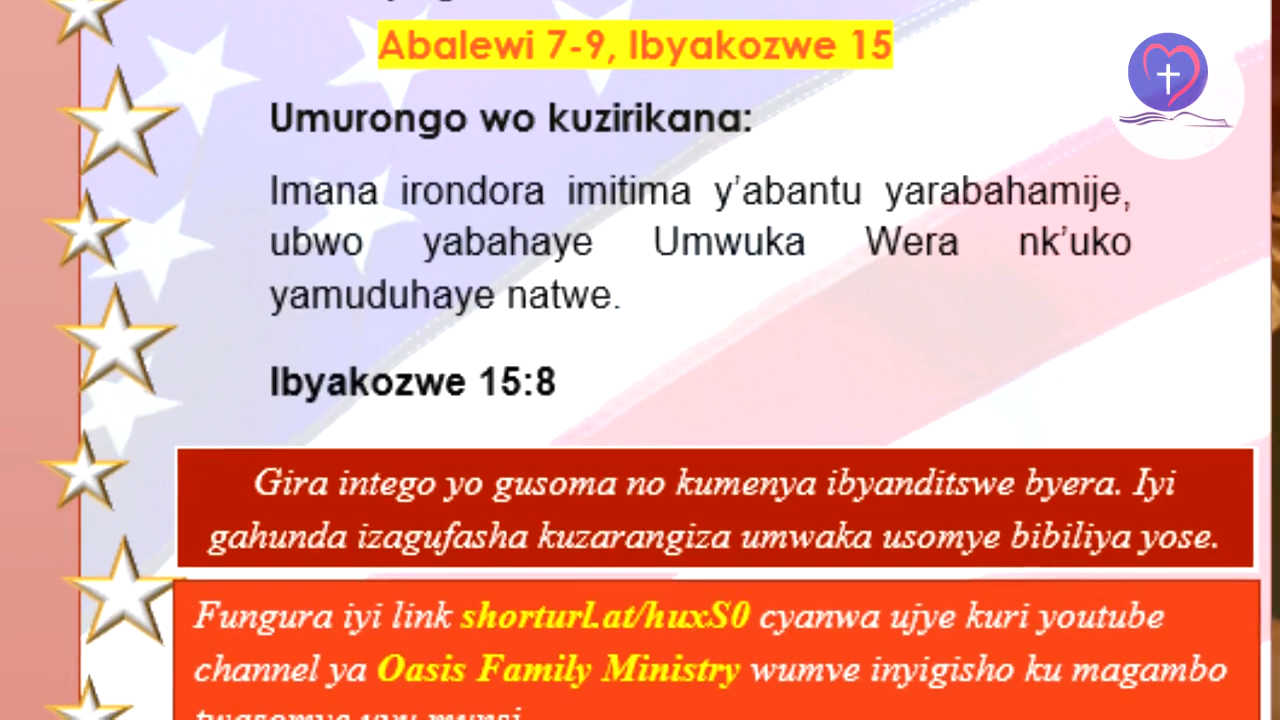 Abalewi 7-9, Ibyakozwe 15
Umurongo wo kuzirikana:
Imana irondora imitima y’abantu yarabahamije,
ubwo yabahaye Umwuka Wera nk’uko
yamuduhaye natwe.
Ibyakozwe 15:8
Gira intego yo gusoma no kumenya ibyanditswe byera. Iyi
gahunda izagufasha kuzarangiza umwaka usomye bibiliya yose.
Fungura iyi link shorturl.at/huxS0 cyanwa ujye kuri youtube
channel ya Oasis Family Ministry wumve inyigisho ku magambo